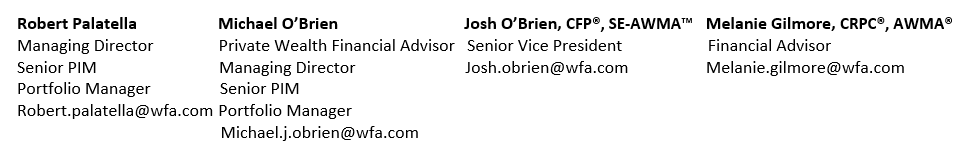 Robert Palatella
Managing Director
Senior PIM
Portfolio Manager
Robert.palatella@wfa.com
Michael O’Brien
Private Wealth Financial Advisor
Managing Director
Senior PIM
Portfolio Manager
Michael.j.obrien@wfa.com
Josh O’Brien, CFP®, SE-AWMA™
Senior Vice President
Josh.obrien@wfa.com
Melanie Gilmore, CRPC®, AWMA®
Financial Advisor
Melanie.gilmore@wfa.com